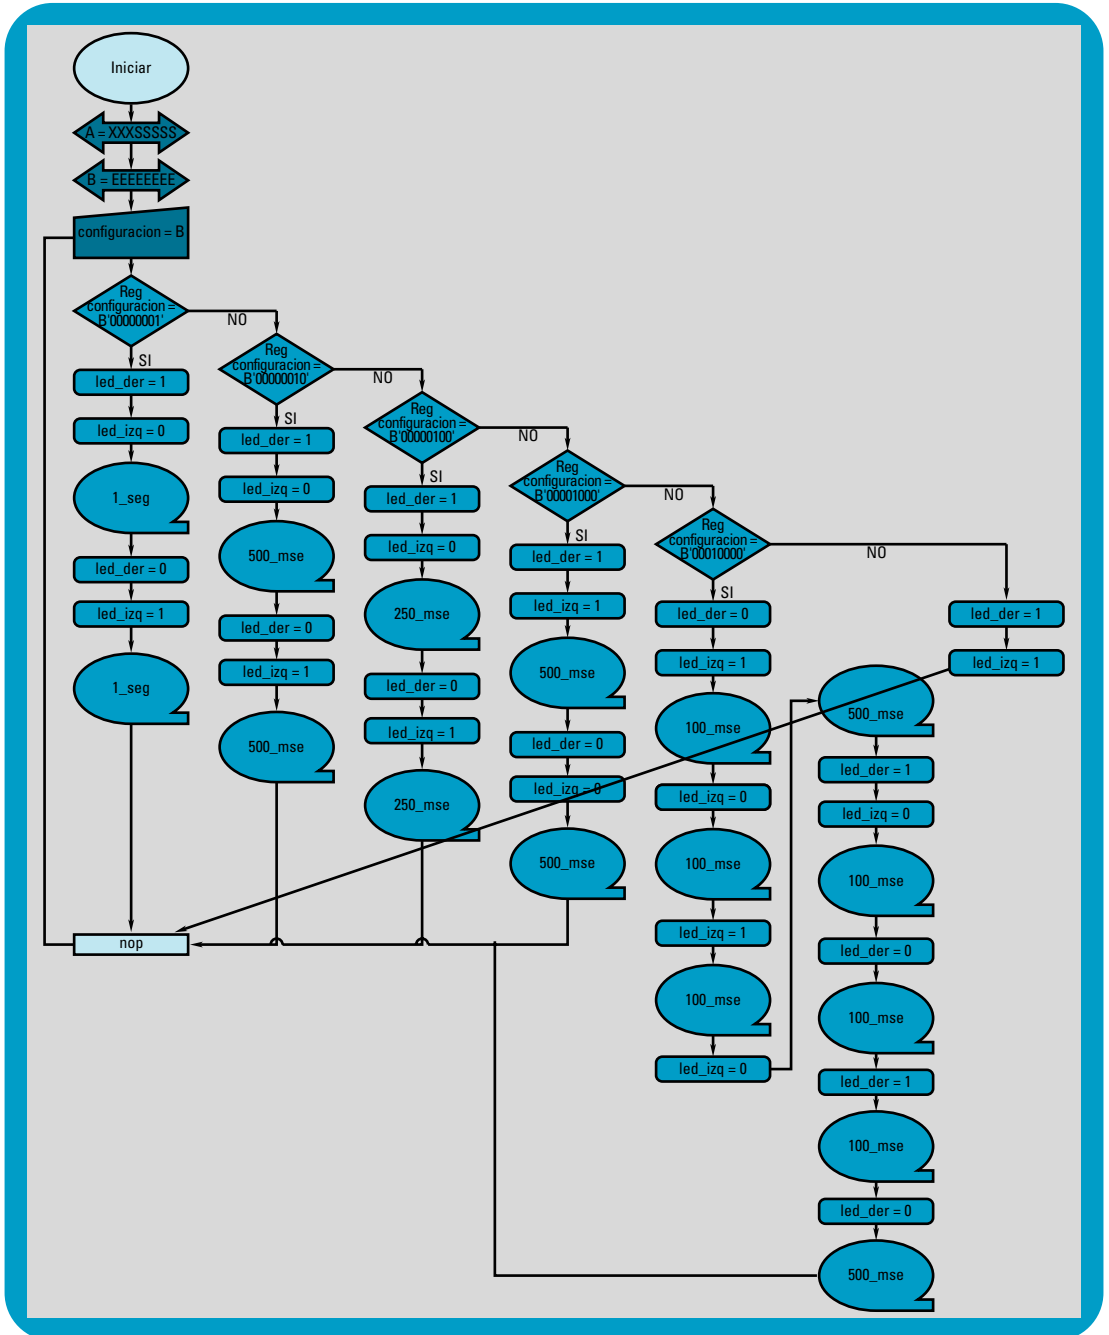 Iniciar
A = XXXSSSSS
B = EEEEEEEE
configuracion = B
Reg
configuracion =
B'00000001'
NO
SI
led_der = 1
led_izq = 0
1_seg
led_der = 0
led_izq = 1
1_seg
nop
Reg
configuracion =
B'00000010'
NO
SI
led_der = 1
led_izq = 0
500_mse
led_der = 0
led_izq = 1
500_mse
Reg
configuracion =
B'00000100'
NO
SI
led_der = 1
led_izq = 0
250_mse
led_der = 0
led_izq = 1
250_mse
Reg
configuracion =
B'00001000'
NO
SI
led_der = 1
led_izq = 1
500_mse
led_der = 0
led_izq = 0
500_mse
Reg
configuracion =
B'00010000'
NO
SI
led_der = 0
led_izq = 1
100_mse
led_izq = 0
100_mse
led_izq = 1
100_mse
led_izq = 0
500_mse
led_der = 1
led_izq = 0
100_mse
led_der = 0
100_mse
led_der = 1
100_mse
led_der = 0
500_mse
led_der = 1
led_izq = 1